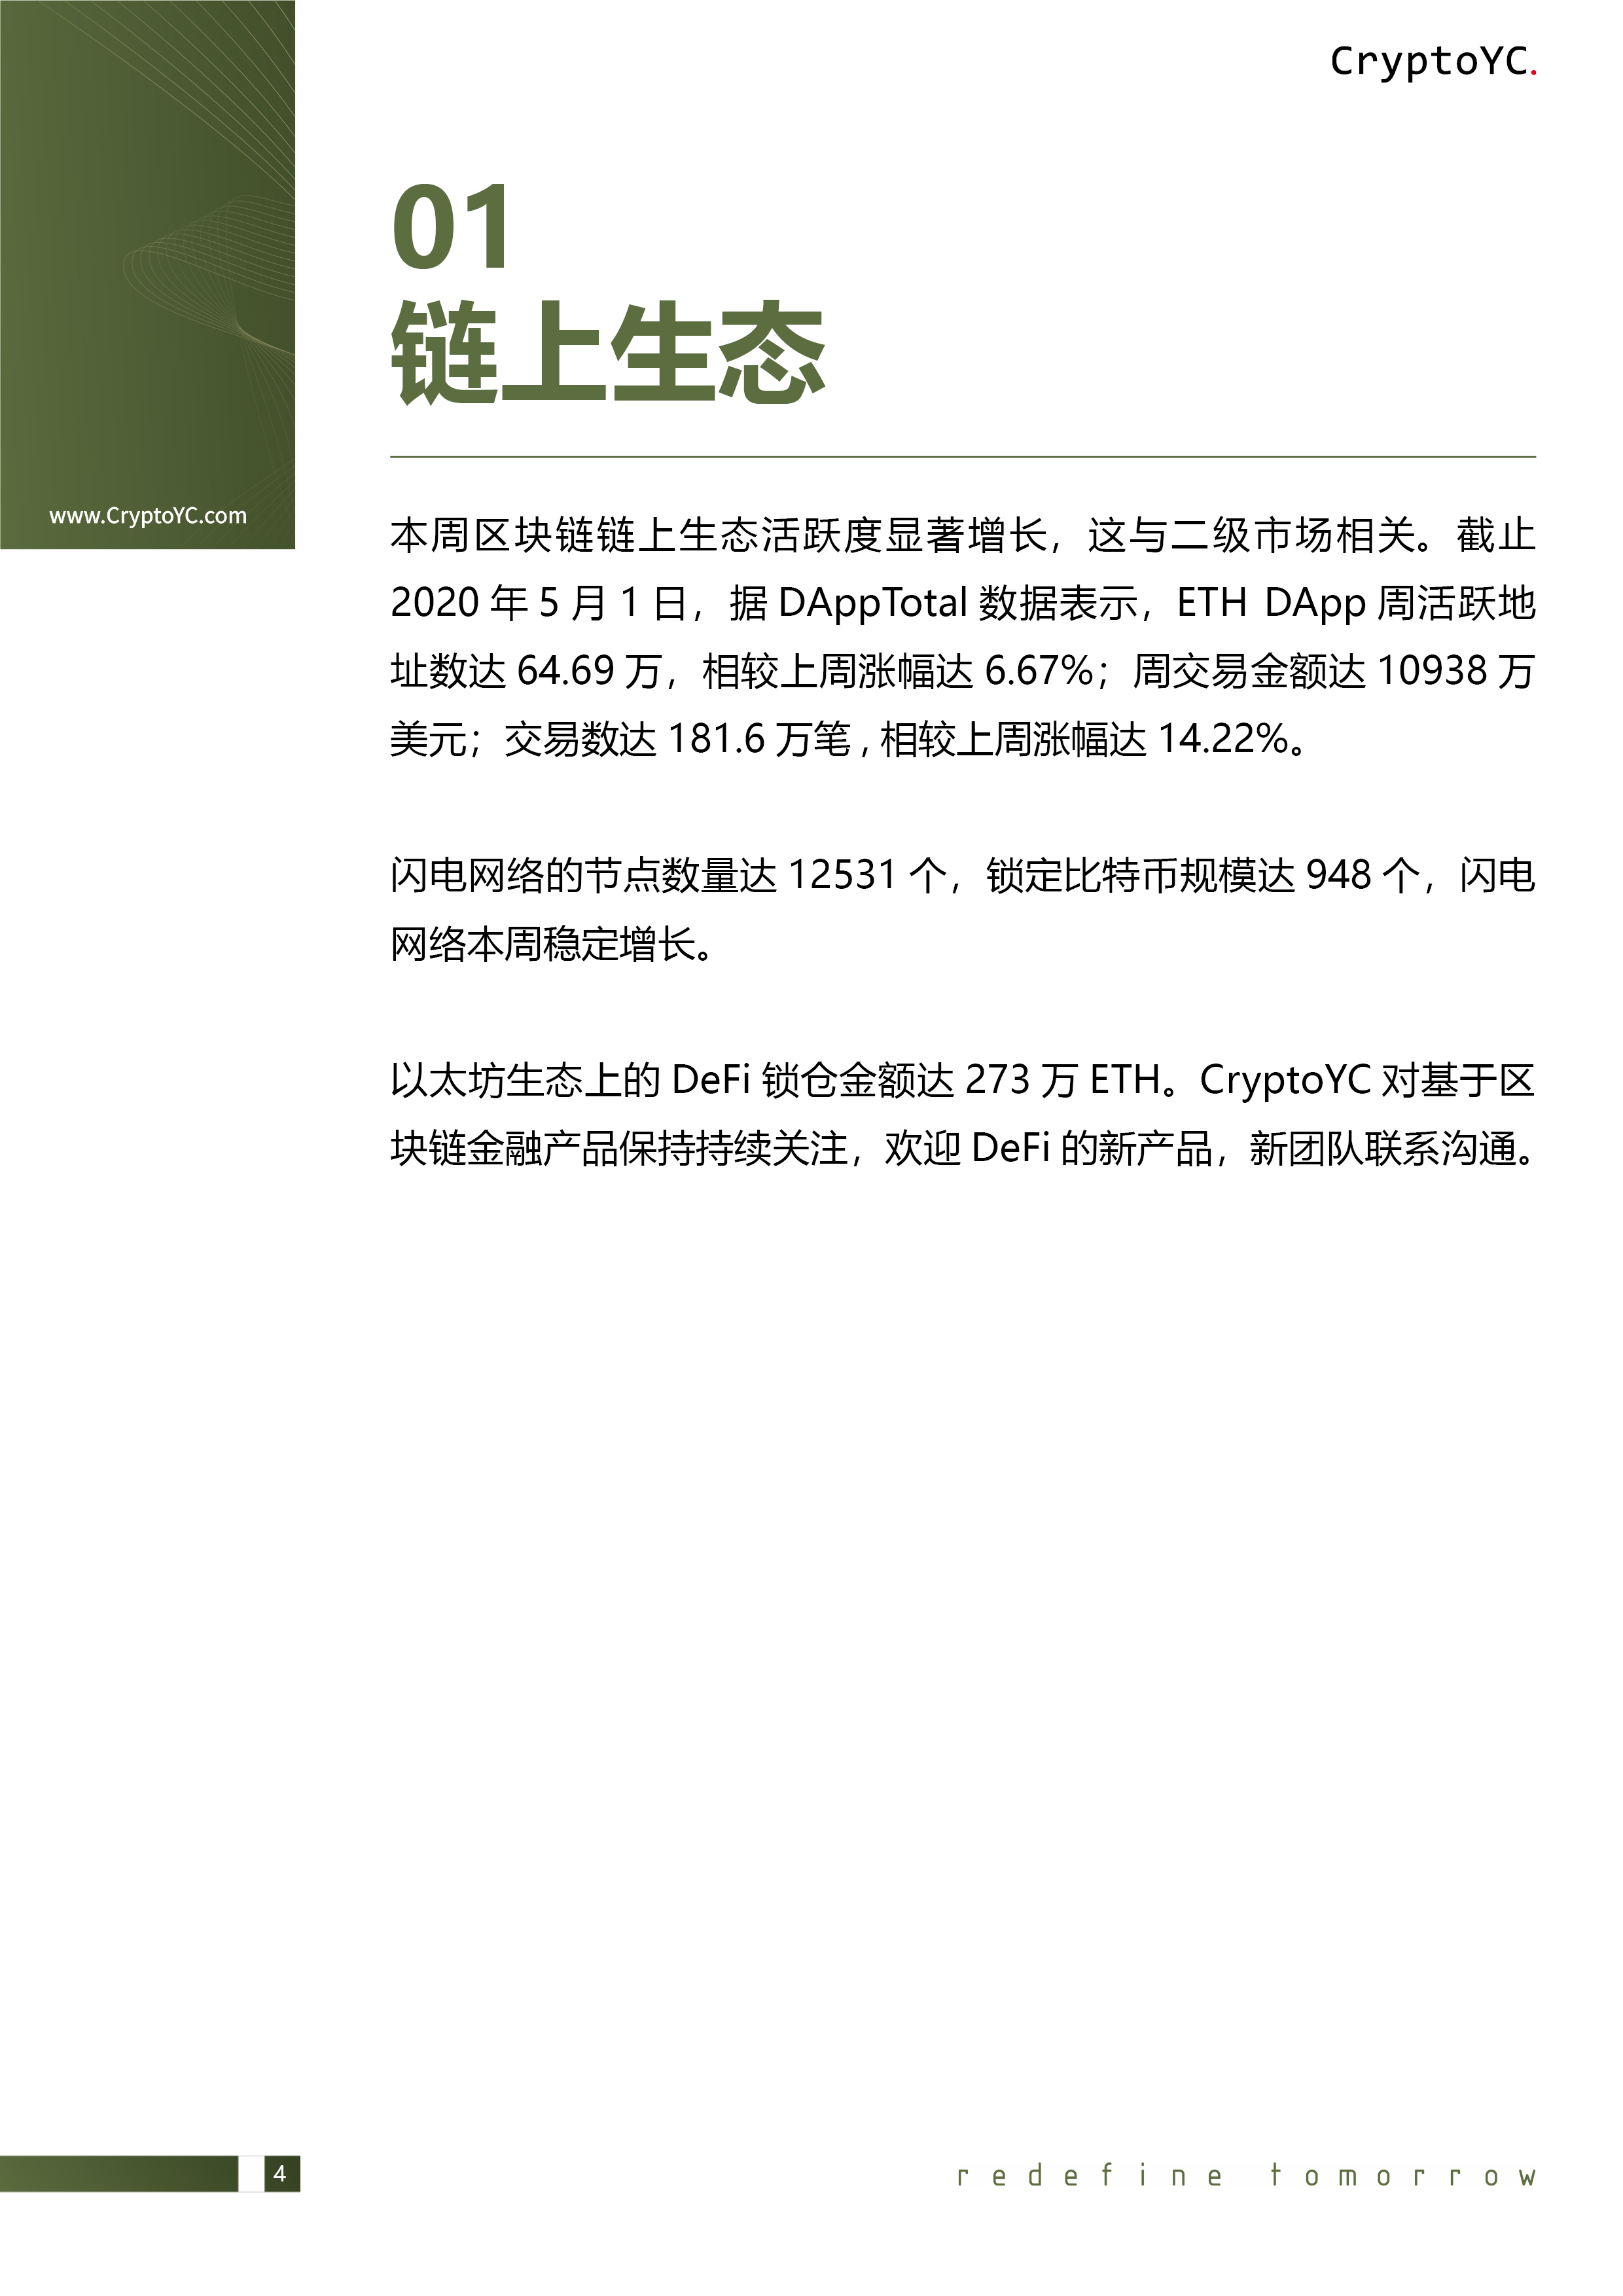 CryptoYC.
01
链上生态
www.CryptoYC.com
本周区块链链上生态活跃度显著增长，这与二级市场相关。截止
2020 年 5 月 1 日，据 DAppTotal 数据表示，ETH DApp 周活跃地
址数达 64.69 万，相较上周涨幅达 6.67%；周交易金额达 10938 万
美元；交易数达 181.6 万笔 , 相较上周涨幅达 14.22%。
闪电网络的节点数量达 12531 个，锁定比特币规模达 948 个，闪电
网络本周稳定增长。
以太坊生态上的 DeFi 锁仓金额达 273 万 ETH。CryptoYC 对基于区
块链金融产品保持持续关注，欢迎 DeFi 的新产品，新团队联系沟通。
4
redefine tomorrow